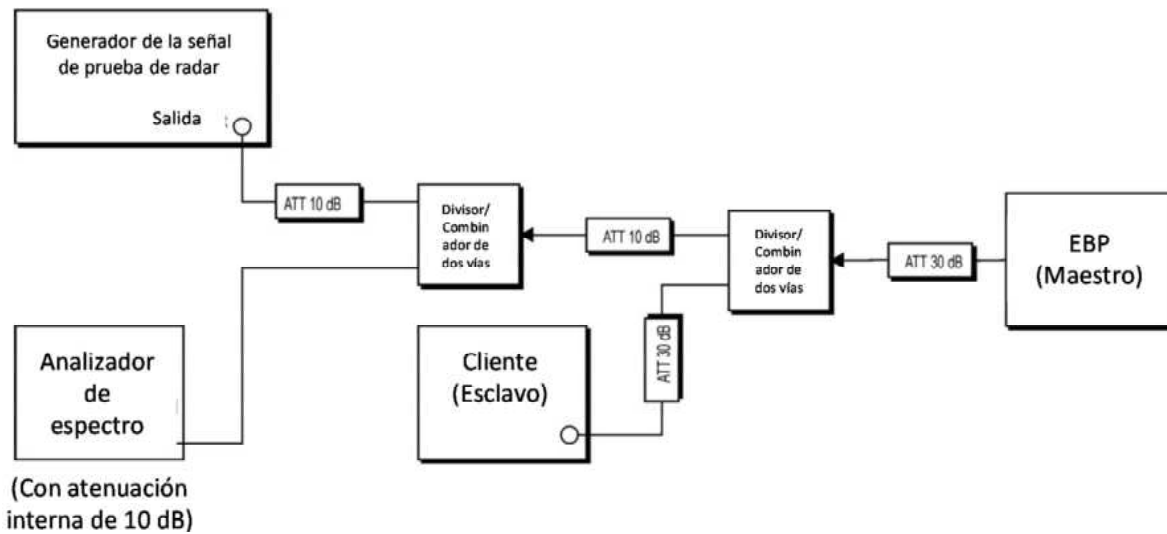 Generador de la señal
de prueba de radar
Salida
ATT 10 dB
Divisor/
Combin
ador de
dos vías
ATT 10 dB
Divisor/
Combin
ador de
dos vías
ATT 30 dB
EBP
(Maestro)
ATT 30 dB
Cliente
(Esclavo)
Analizador
de
espectro
(Con atenuación
interna de 10 dB)